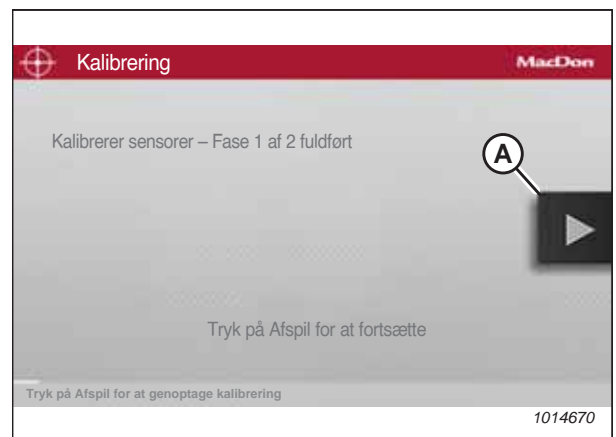 Kalibrering
MacDon
Kalibrerer sensorer – Fase 1 af 2 fuldført
A
Tryk på Afspil for at fortsætte
Tryk på Afspil for at genoptage kalibrering
1014670